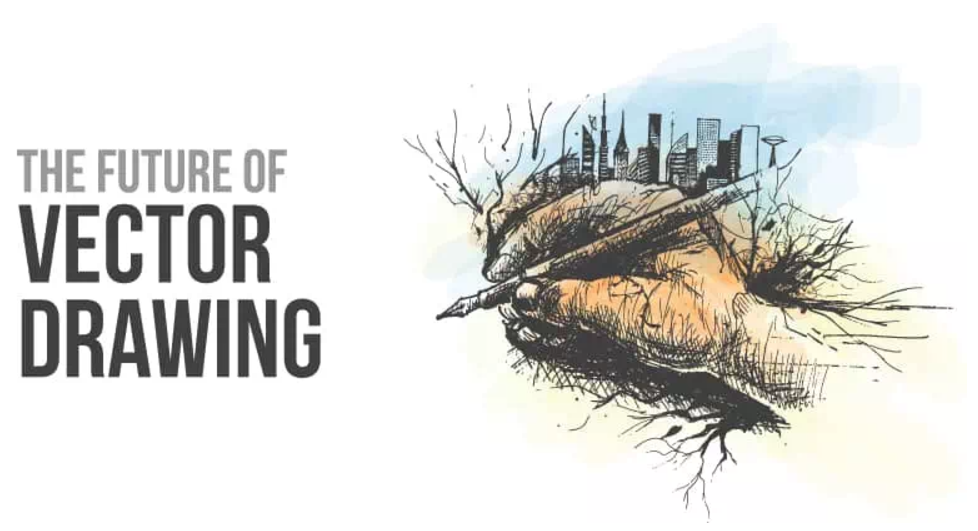 THE FUTURE OF
VECTOR
DRAWING